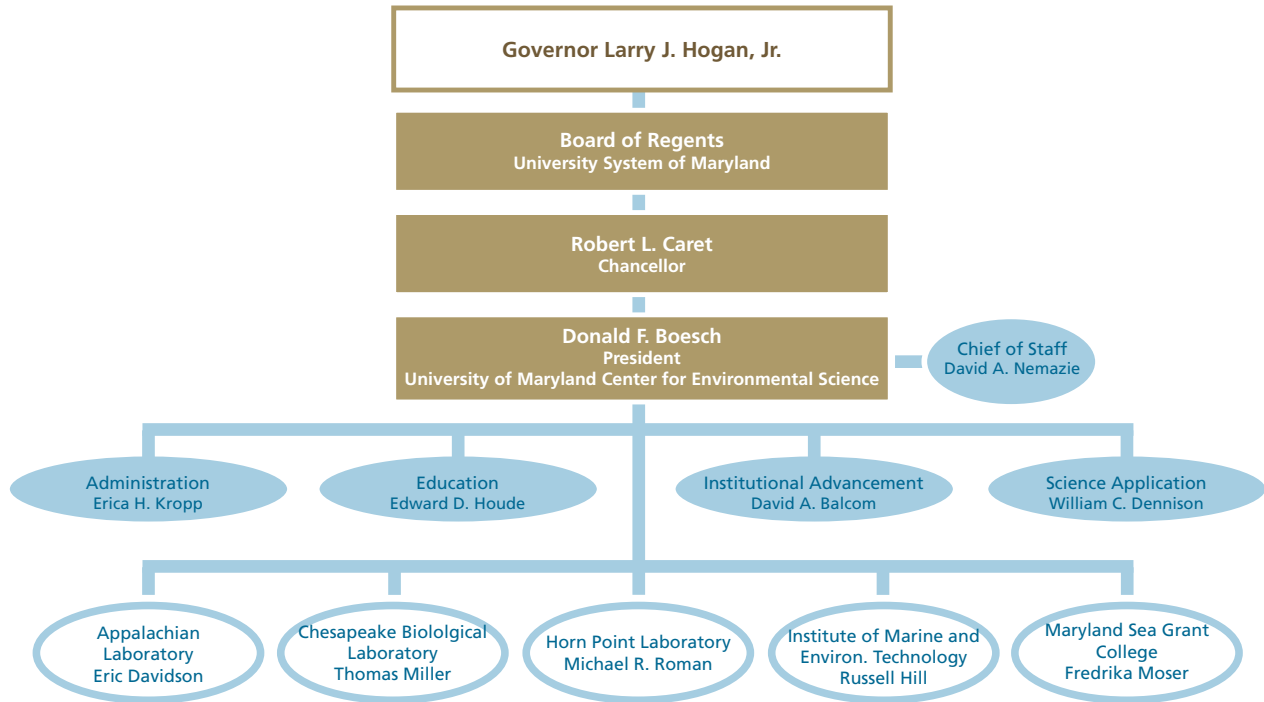 Governor Larry J. Hogan, Jr.
Board of Regents
University System of Maryland
Robert L. Caret
Chancellor
Donald F. Boesch
President
University of Maryland Center for Environmental Science
Chief of Staff
David A. Nemazie
Administration
Erica H. Kropp
Education
Edward D. Houde
Institutional Advancement
David A. Balcom
Science Application
William C. Dennison
Appalachian
Laboratory
Eric Davidson
Chesapeake Biololgical
Laboratory
Thomas Miller
Horn Point Laboratory
Michael R. Roman
Institute of Marine and
Environ. Technology
Russell Hill
Maryland Sea Grant
College
Fredrika Moser